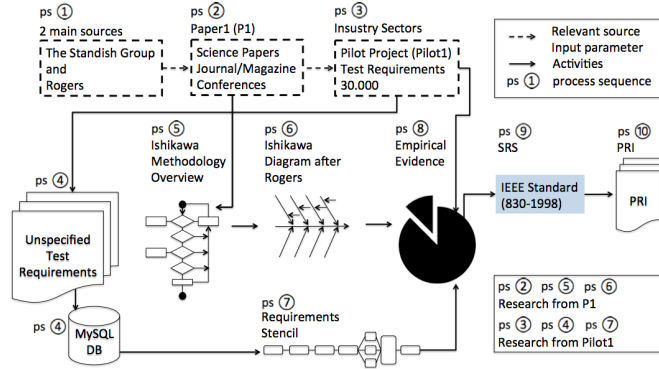 ps ①
2 main sources
The Standish Group
and
Rogers
ps ②
Paper1 (P1)
Science Papers
Journal/Magazine
Conferences
ps ③
Insustry Sectors
Pilot Project (Pilot1)
Test Requirements
30.000
Relevant source
Input parameter
Activities
ps ① process sequence
ps ④
Unspecified
Test
Requirements
ps ④
MySQL
DB
ps ⑤
Ishikawa
Methodology
Overview
ps ⑥
Ishikawa
Diagram after
Rogers
ps ⑦
Requirements
Stencil
ps ⑧
Empirical
Evidence
ps ⑨
SRS
IEEE Standard
(830-1998)
ps ⑩
PRI
PRI
ps ② ps ⑤ ps ⑥
Research from P1
ps ③ ps ④ ps ⑦
Research from Pilot1